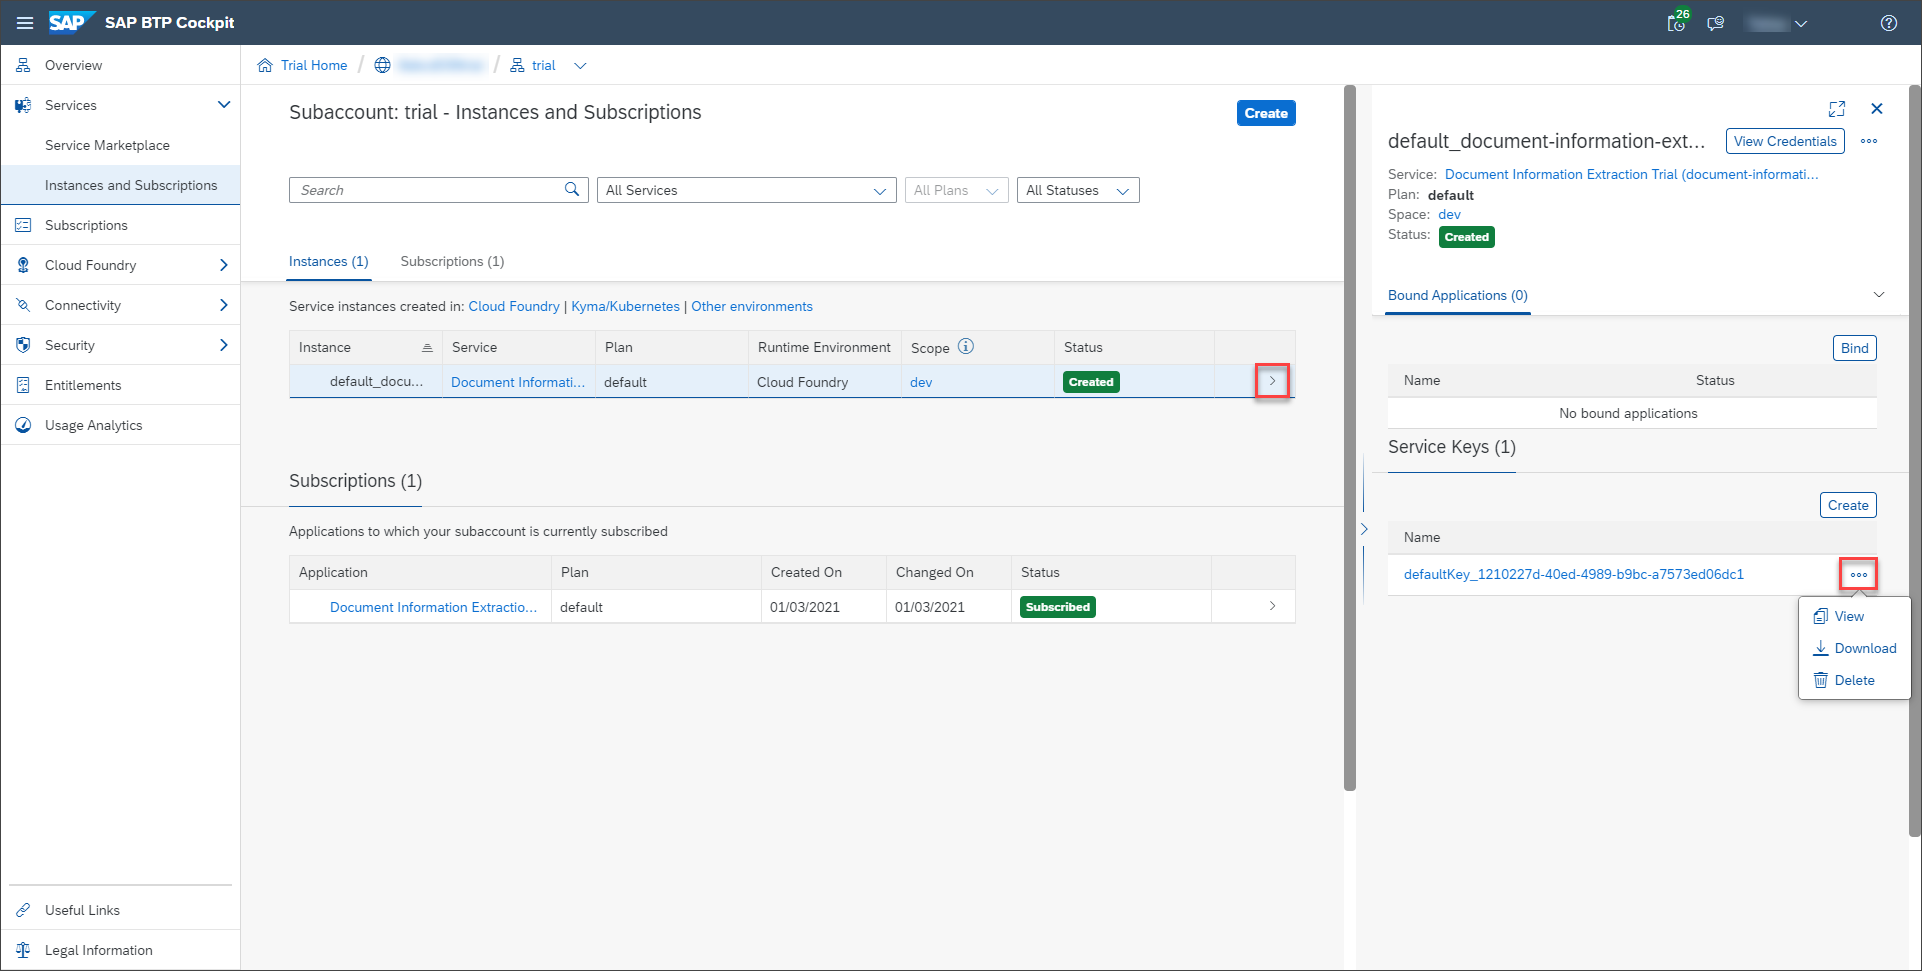 SAP SAP BTP Cockpit
26
Overview
Services
Service Marketplace
Instances and Subscriptions
Subscriptions
Cloud Foundry
Connectivity
Security
Entitlements
Usage Analytics
Useful Links
Legal Information
Trial Home / / trial
Subaccount: trial - Instances and Subscriptions
Create
Search All Services All Plans All Statuses
Instances (1) Subscriptions (1)
Service instances created in: Cloud Foundry | Kyma/Kubernetes | Other environments
Instance Service Plan Runtime Environment Scope Status
default_docu... Document Informati... default Cloud Foundry dev Created
Subscriptions (1)
Applications to which your subaccount is currently subscribed
Application Plan Created On Changed On Status
Document Information Extractio... default 01/03/2021 01/03/2021 Subscribed
default_document-information-ext... View Credentials
Service: Document Information Extraction Trial (document-informati...
Plan: default
Space: dev
Status: Created
Bound Applications (0)
Bind
Name Status
No bound applications
Service Keys (1)
Create
Name
defaultKey_1210227d-40ed-4989-b9bc-a7573ed06dc1
View
Download
Delete